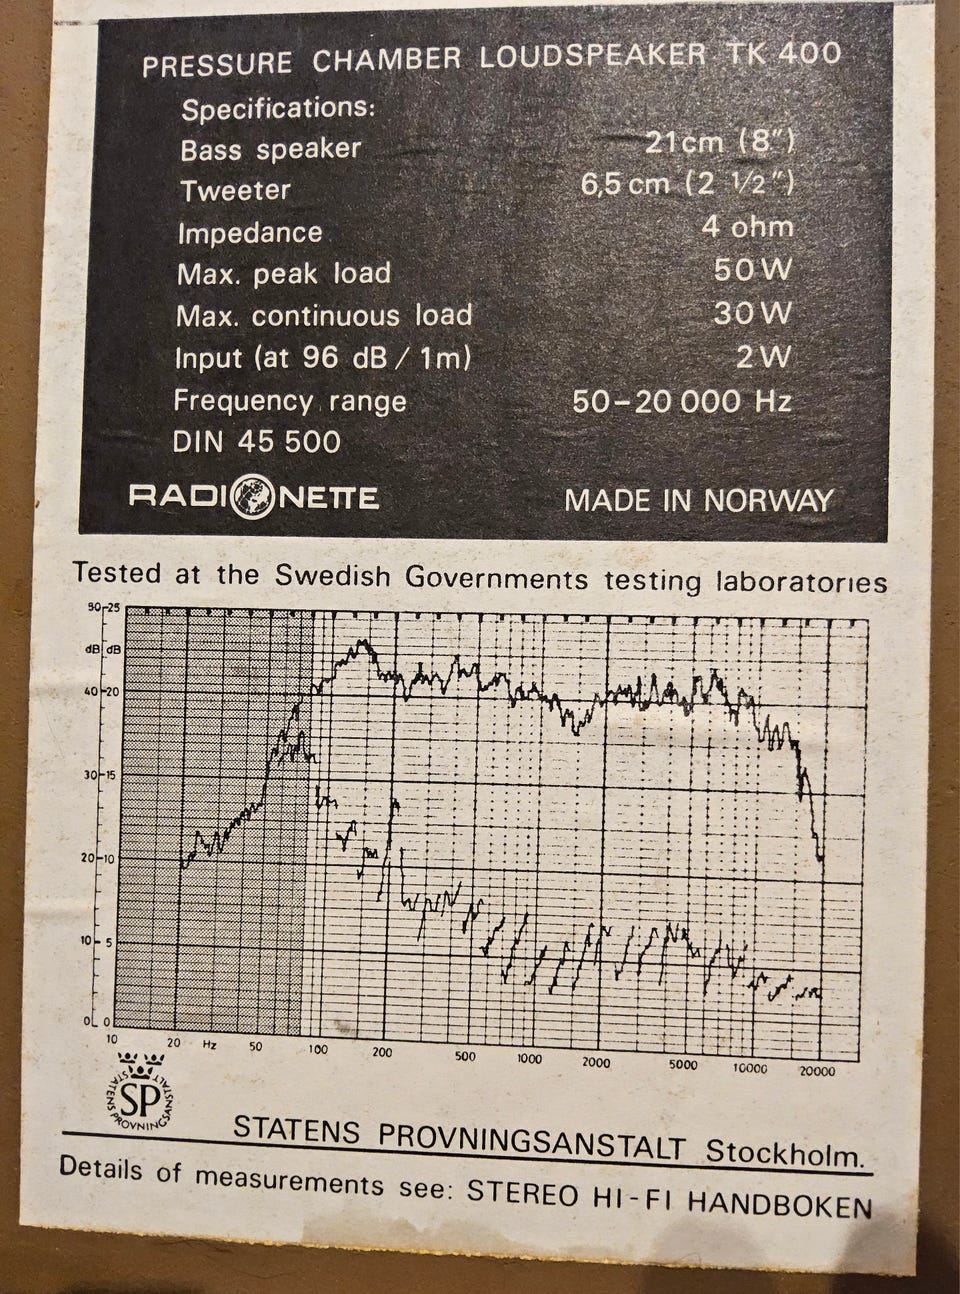 PRESSURE CHAMBER LOUDSPEAKER TK 400
Specifications:
Bass speaker 21cm (8")
Tweeter 6,5 cm (2 1/2")
Impedance 4 ohm
Max. peak load 50 W
Max. continuous load 30 W
Input (at 96 dB / 1m) 2 W
Frequency range 50-20 000 Hz
DIN 45 500
RADIONETTE MADE IN NORWAY
Tested at the Swedish Governments testing laboratories
50 25
dB dB
40 20
30 15
20 10
10 5
0 0
10 20 Hz 50 100 200 500 1000 2000 5000 10000 20000
STATENS PROVNINGSANSTALT
SP
STATENS PROVNINGSANSTALT Stockholm.
Details of measurements see: STEREO HI-FI HANDBOKEN